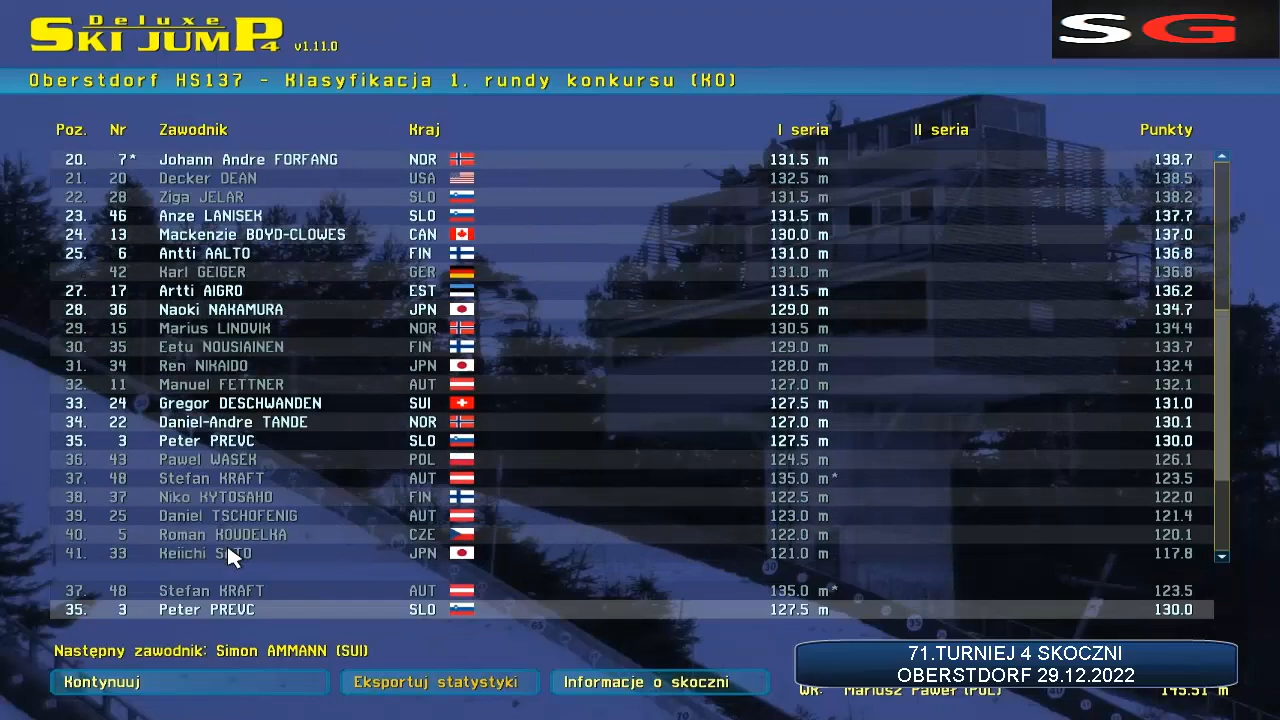 Deluxe
SKI JUMP 4 v1.11.0
SG
Oberstdorf HS137 - Klasyfikacja 1. rundy konkursu (KO)
Poz. Nr Zawodnik Kraj I seria II seria Punkty
20. 7* Johann Andre FORFANG NOR 131.5 m 138.7
21. 20 Decker DEAN USA 132.5 m 138.5
22. 28 Ziga JELAR SLO 131.5 m 138.2
23. 46 Anze LANISEK SLO 131.5 m 137.7
24. 13 Mackenzie BOYD-CLOWES CAN 130.0 m 137.0
25. 6 Antti AALTO FIN 131.0 m 136.8
42 Karl GEIGER GER 131.0 m 136.8
27. 17 Artti AIGRO EST 131.5 m 136.2
28. 36 Naoki NAKAMURA JPN 129.0 m 134.7
29. 15 Marius LINDVIK NOR 130.5 m 134.4
30. 35 Eetu NOUSIAINEN FIN 129.0 m 133.7
31. 34 Ren NIKAIDO JPN 128.0 m 132.4
32. 11 Manuel FETTNER AUT 127.0 m 132.1
33. 24 Gregor DESCHWANDEN SUI 127.5 m 131.0
34. 22 Daniel-Andre TANDE NOR 127.0 m 130.1
35. 3 Peter PREVC SLO 127.5 m 130.0
36. 43 Pawel WASEK POL 124.5 m 126.1
37. 48 Stefan KRAFT AUT 135.0 m* 123.5
38. 37 Niko KYTOSAHO FIN 122.5 m 122.0
39. 25 Daniel TSCHOFENIG AUT 123.0 m 121.4
40. 5 Roman KOUDELKA CZE 120.1 m 120.1
41. 33 Keiichi SATO JPN 121.0 m 117.8
37. 48 Stefan KRAFT AUT 135.0 m* 123.5
35. 3 Peter PREVC SLO 127.5 m 130.0
Następny zawodnik: Simon AMMANN (SUI)
Kontynuuj Eksportuj statystyki Informacje o skoczni
71.TURNIEJ 4 SKOCZNI
OBERSTDORF 29.12.2022
WR: Mariusz Paweł (POL) 145.51 m